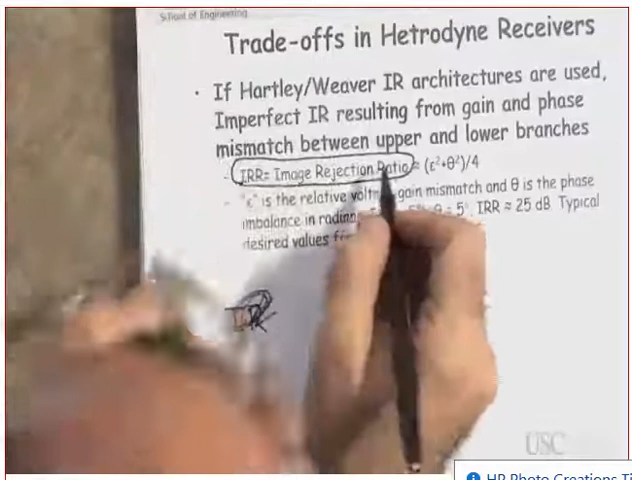 School of Engineering
Trade-offs in Hetrodyne Receivers
· If Hartley/Weaver IR architectures are used,
Imperfect IR resulting from gain and phase
mismatch between upper and lower branches
- IRR= Image Rejection Ratio ≈ (ε²+θ²)/4
- "ε" is the relative voltage gain mismatch and θ is the phase
imbalance in radians 5°, IRR ≈ 25 dB. Typical
desired values
USC
HP Photo Creations